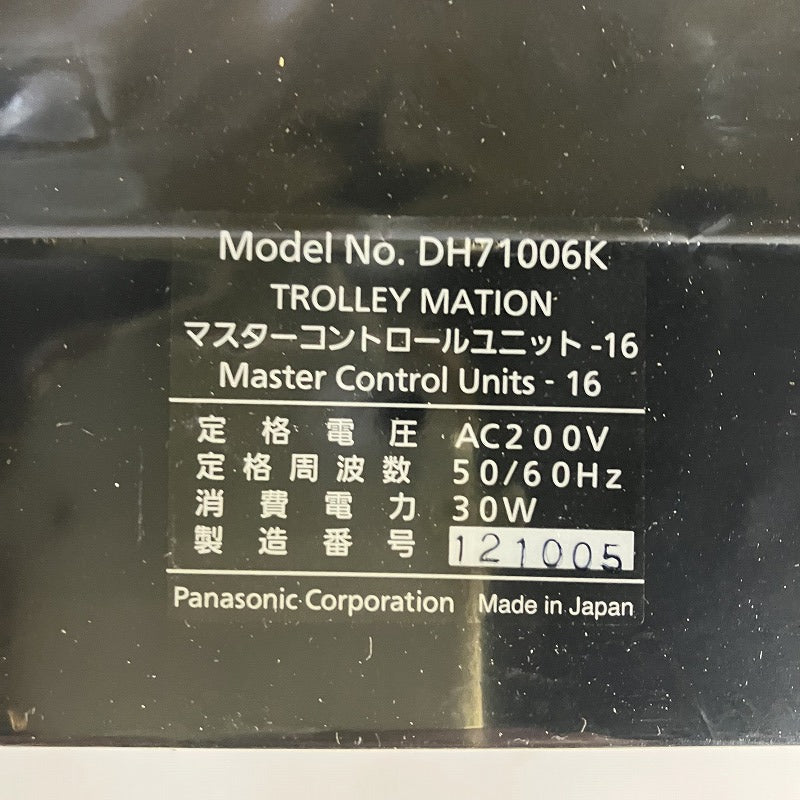 Model No. DH71006K
TROLLEY MATION
マスターコントロールユニット -16
Master Control Units - 16
定格電圧 AC200V
定格周波数 50/60Hz
消費電力 30W
製造番号 121005
Panasonic Corporation Made in Japan